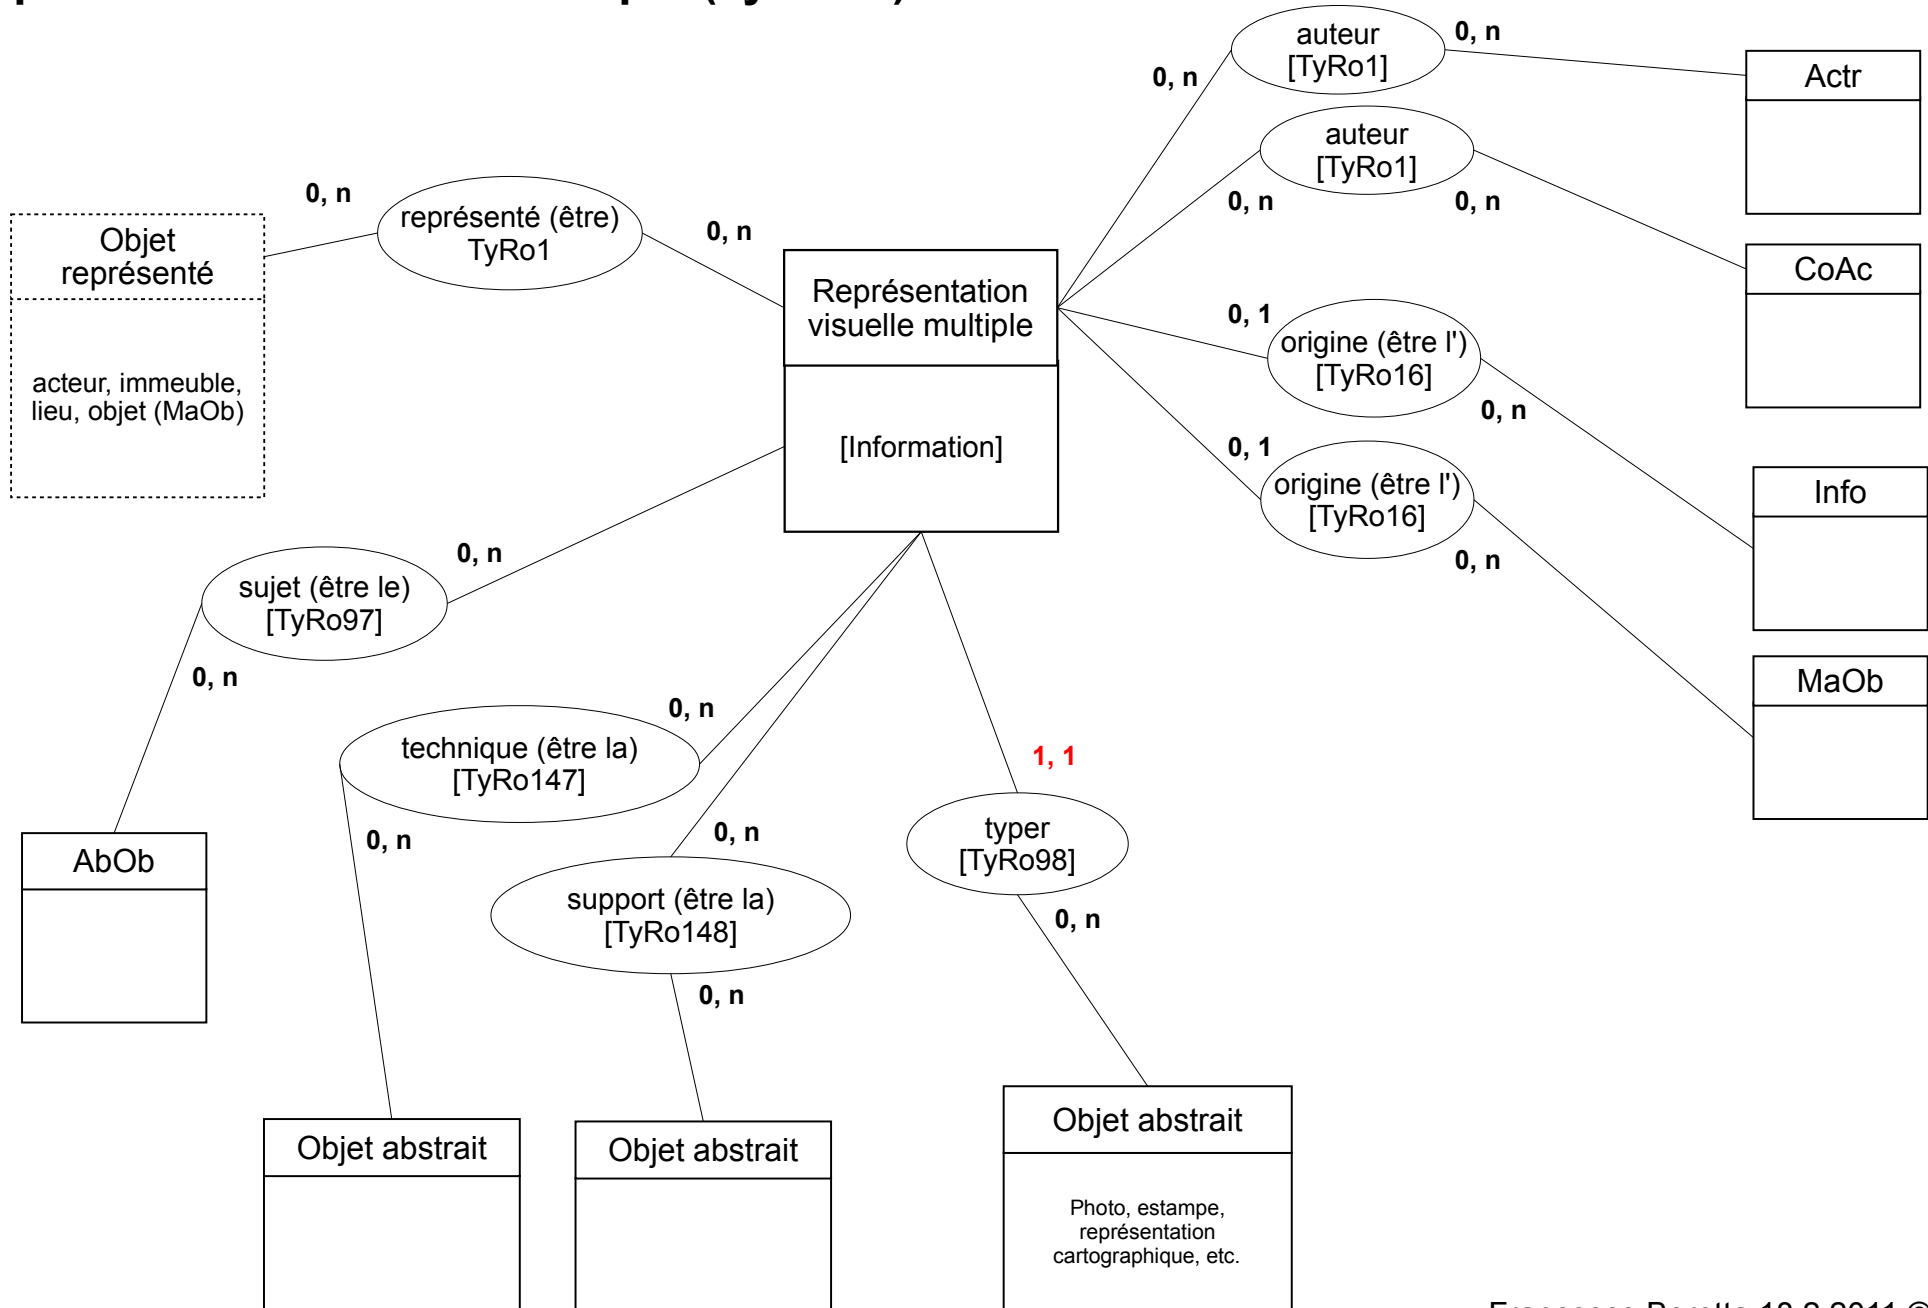 auteur
[TyRo1]
0, n
0, n
Actr
auteur
[TyRo1]
0, n
0, n
CoAc
0, n
représenté (être)
TyRo1
0, n
Objet
représenté
acteur, immeuble,
lieu, objet (MaOb)
Représentation
visuelle multiple
[Information]
0, 1
origine (être l')
[TyRo16]
0, n
Info
0, 1
origine (être l')
[TyRo16]
0, n
MaOb
0, n
sujet (être le)
[TyRo97]
0, n
AbOb
0, n
technique (être la)
[TyRo147]
0, n
0, n
support (être la)
[TyRo148]
0, n
1, 1
typer
[TyRo98]
0, n
Objet abstrait
Objet abstrait
Objet abstrait
Photo, estampe,
représentation
cartographique, etc.